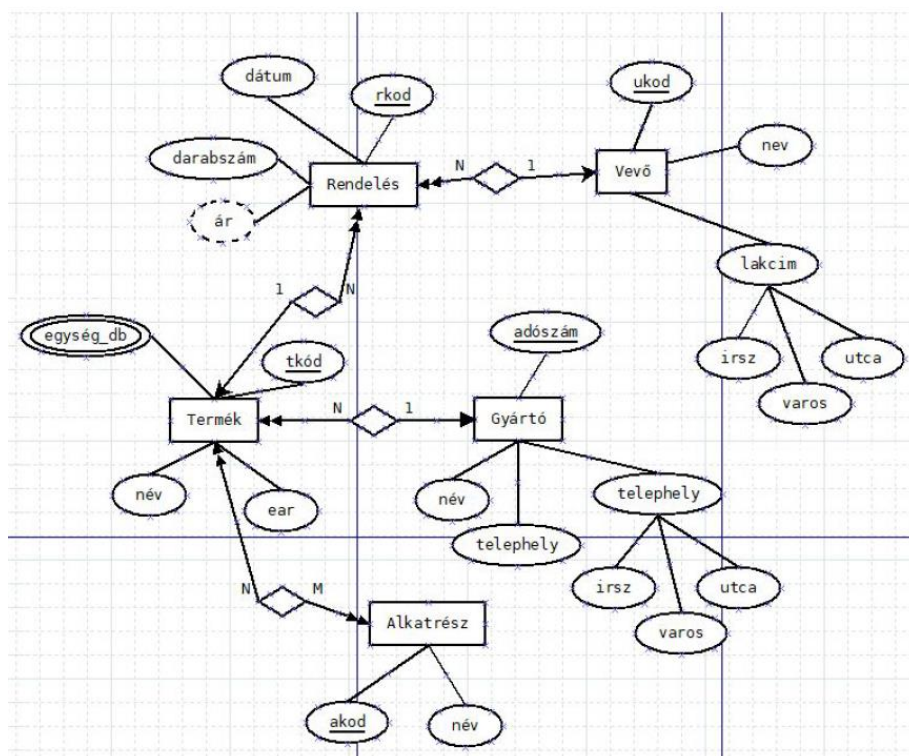 dátum
rkod
ukod
darabszám
nev
N
1
Rendelés
Vevő
ár
lakcim
1
N
egység_db
adószám
tkód
irsz
utca
varos
N
1
Termék
Gyártó
név
ear
név
telephely
telephely
irsz
utca
varos
N
M
Alkatrész
akod
név